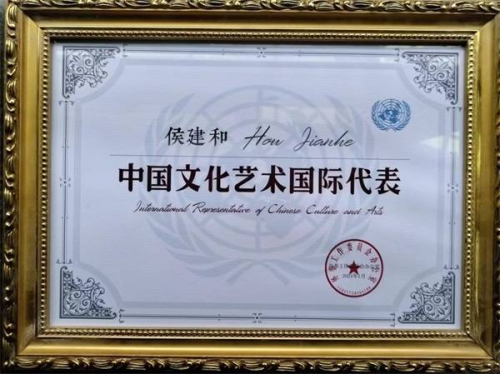 侯建和 Hou Jianhe
中国文化艺术国际代表
International Representative of Chinese Culture and Arts